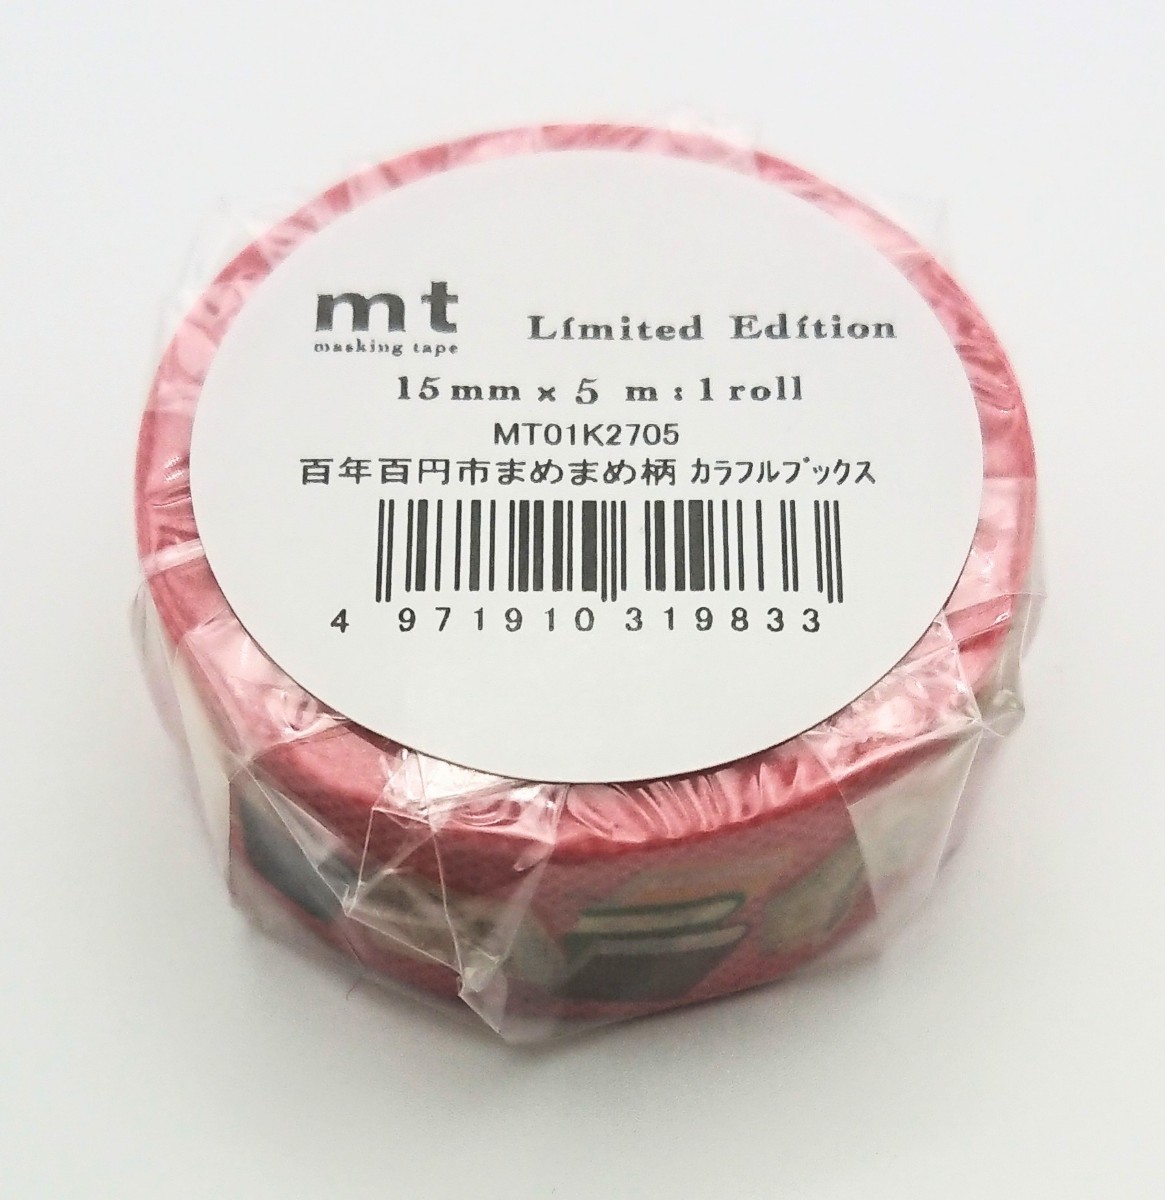 mt
masking tape
Limited Edition
15mm x 5 m : 1 roll
MT01K2705
百年百円市まめまめ柄 ｶﾗﾌﾙﾌﾞｯｸｽ
4 971910 319833